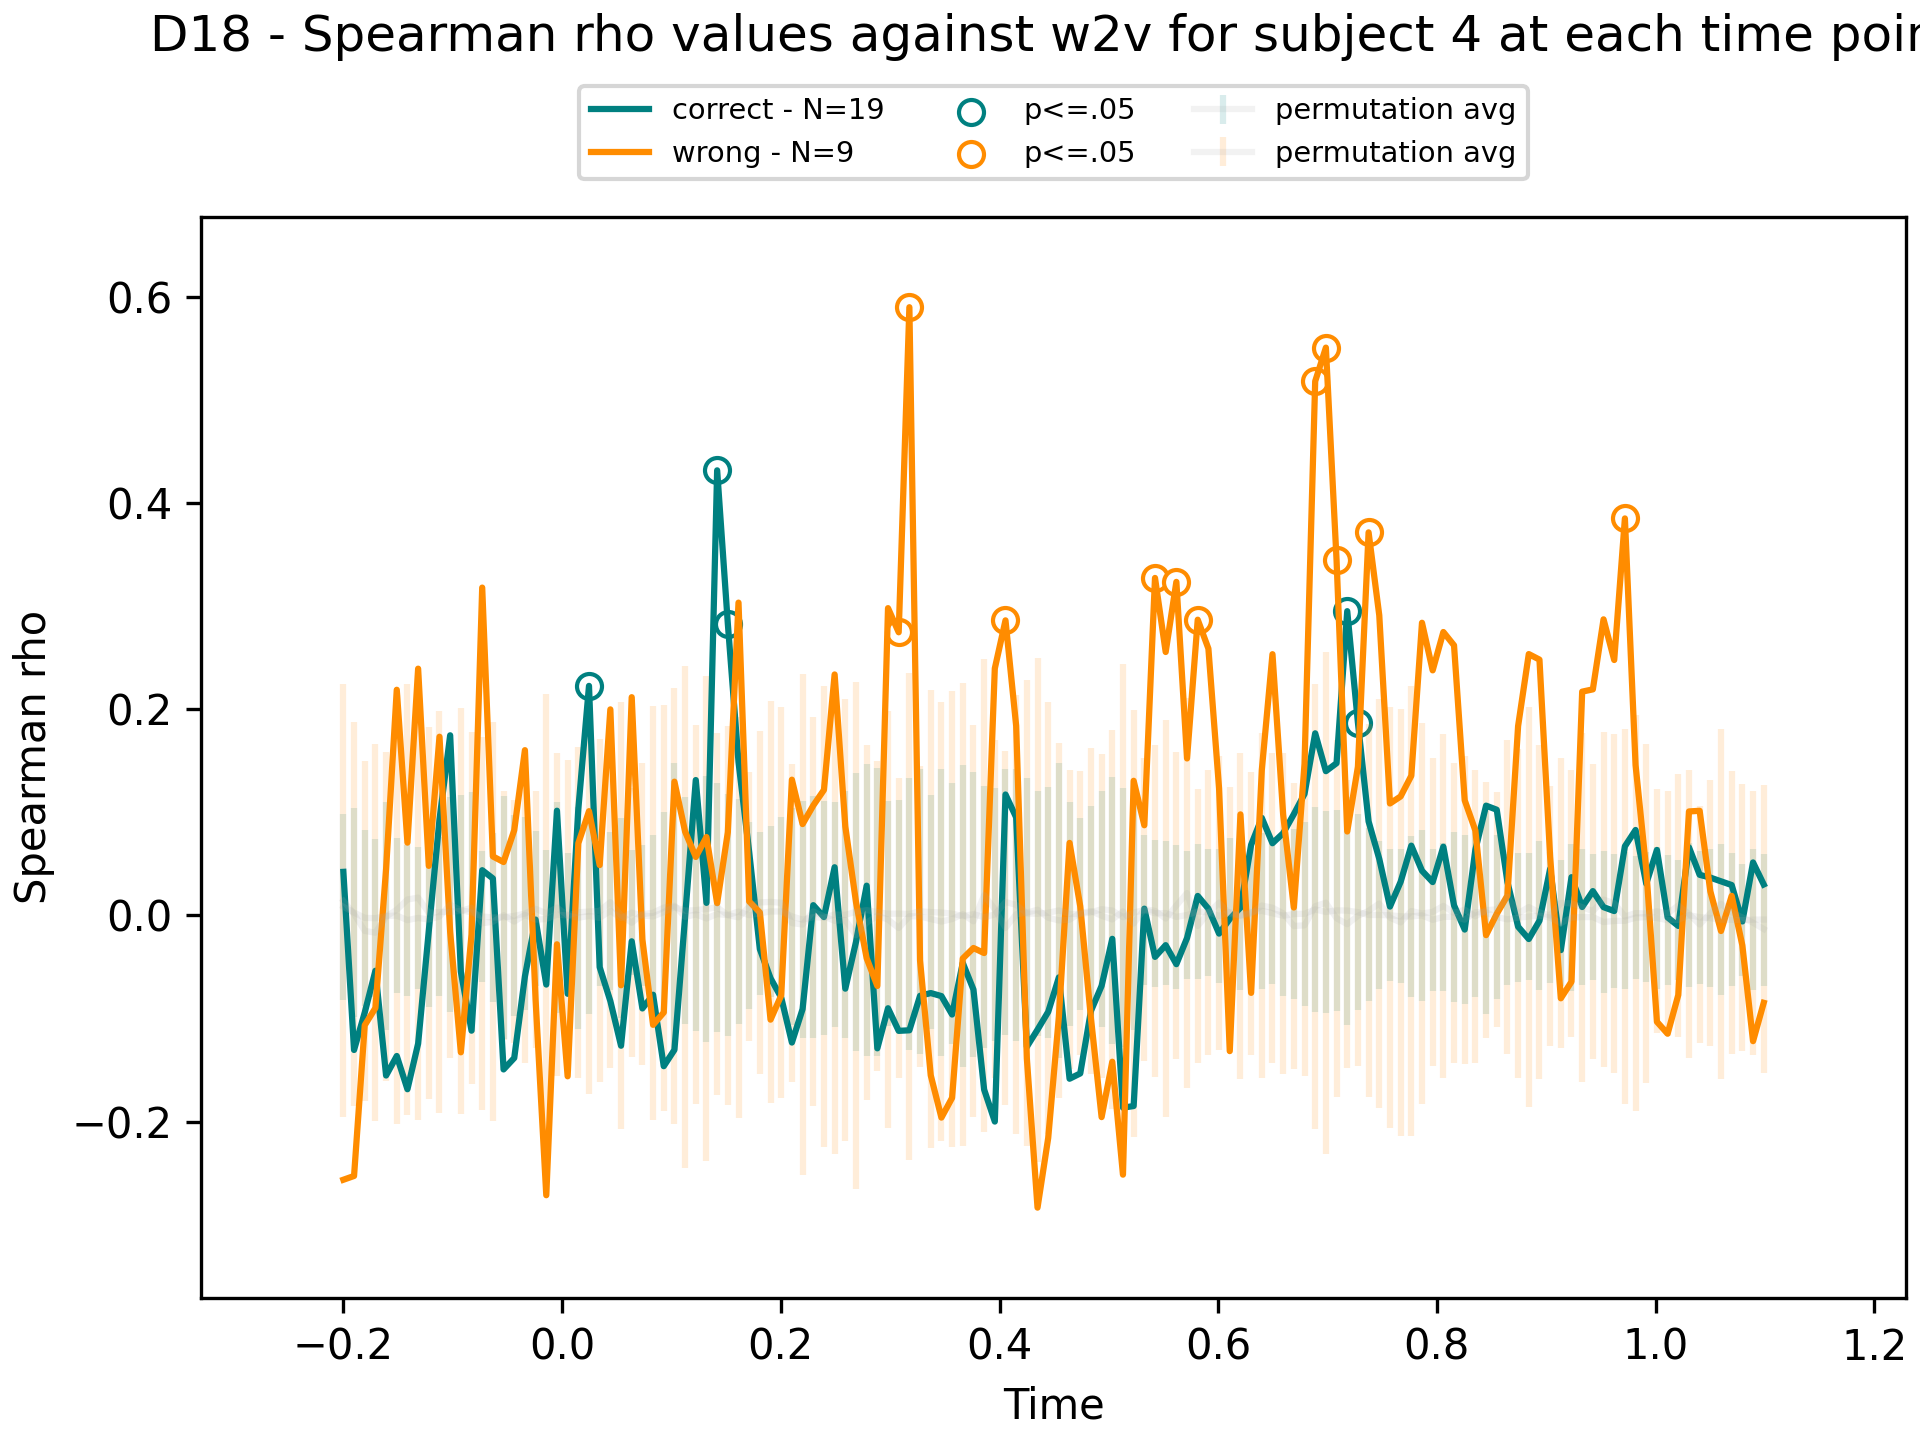 D18 - Spearman rho values against w2v for subject 4 at each time
correct - N=19
wrong - N=9
p<=.05
p<=.05
permutation avg
permutation avg
Spearman rho
0.6
0.4
0.2
0.0
−0.2
−0.2
0.0
0.2
0.4
0.6
0.8
1.0
1.2
Time